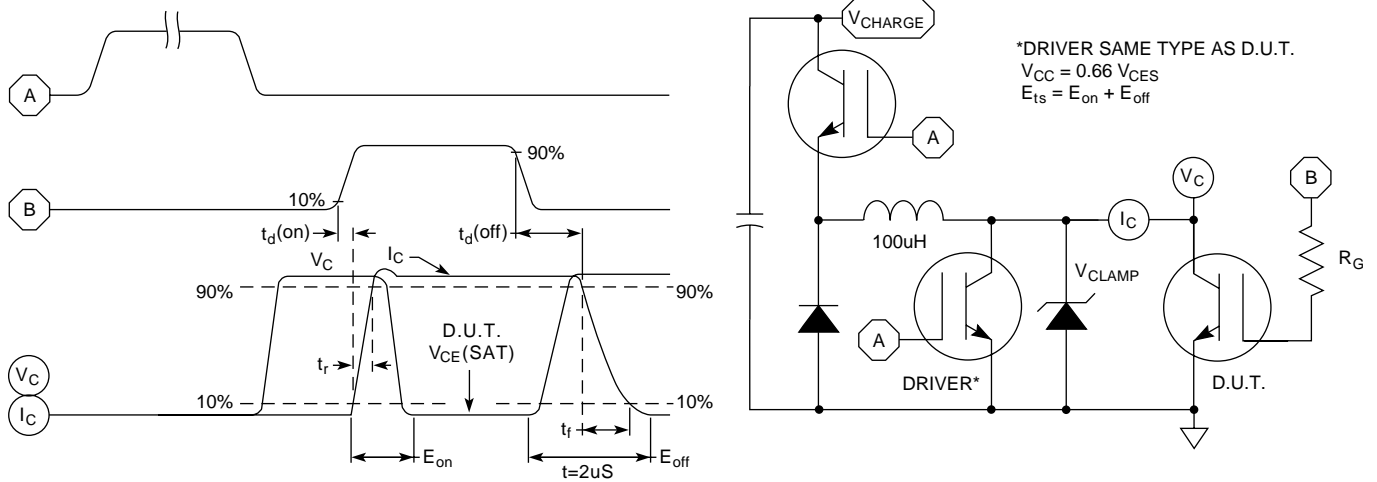 A
B
10%
90%
t_d(on)
t_d(off)
V_C
I_C
90%
90%
D.U.T.
V_CE(SAT)
t_r
10%
10%
V_C
I_C
t_f
E_on
t=2uS
E_off
V_CHARGE
*DRIVER SAME TYPE AS D.U.T.
V_CC = 0.66 V_CES
E_ts = E_on + E_off
A
V_C
B
100uH
I_C
R_G
V_CLAMP
A
DRIVER*
D.U.T.